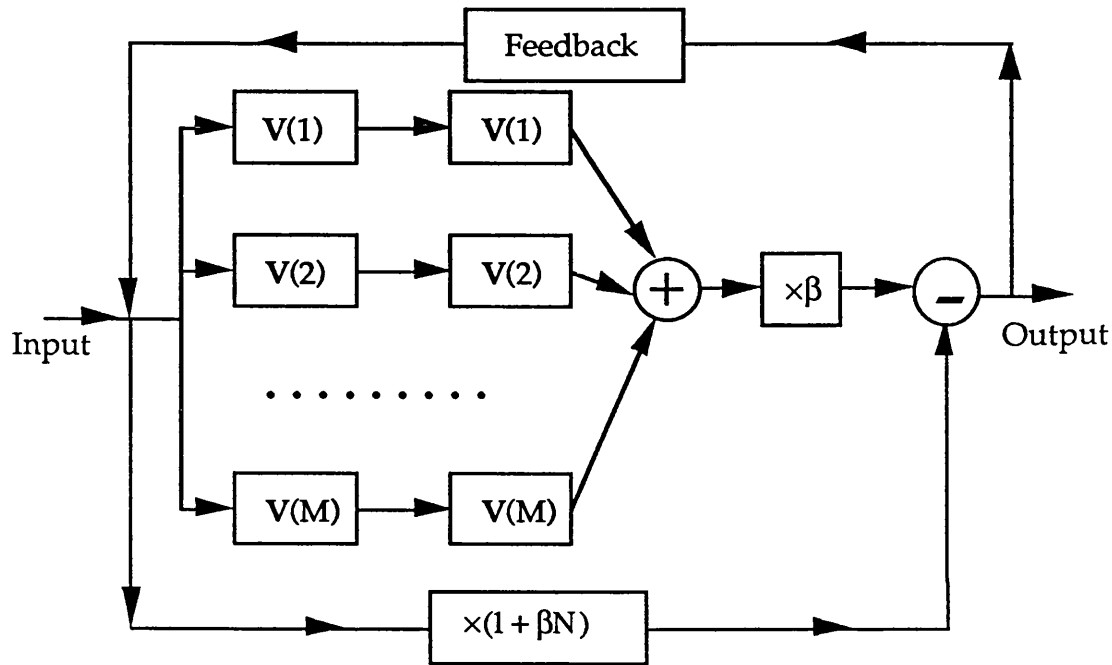 Feedback
V(1) V(1)
V(2) V(2)
+ ×β −
Input
Output
. . . . . . . . .
V(M) V(M)
×(1 + βN)